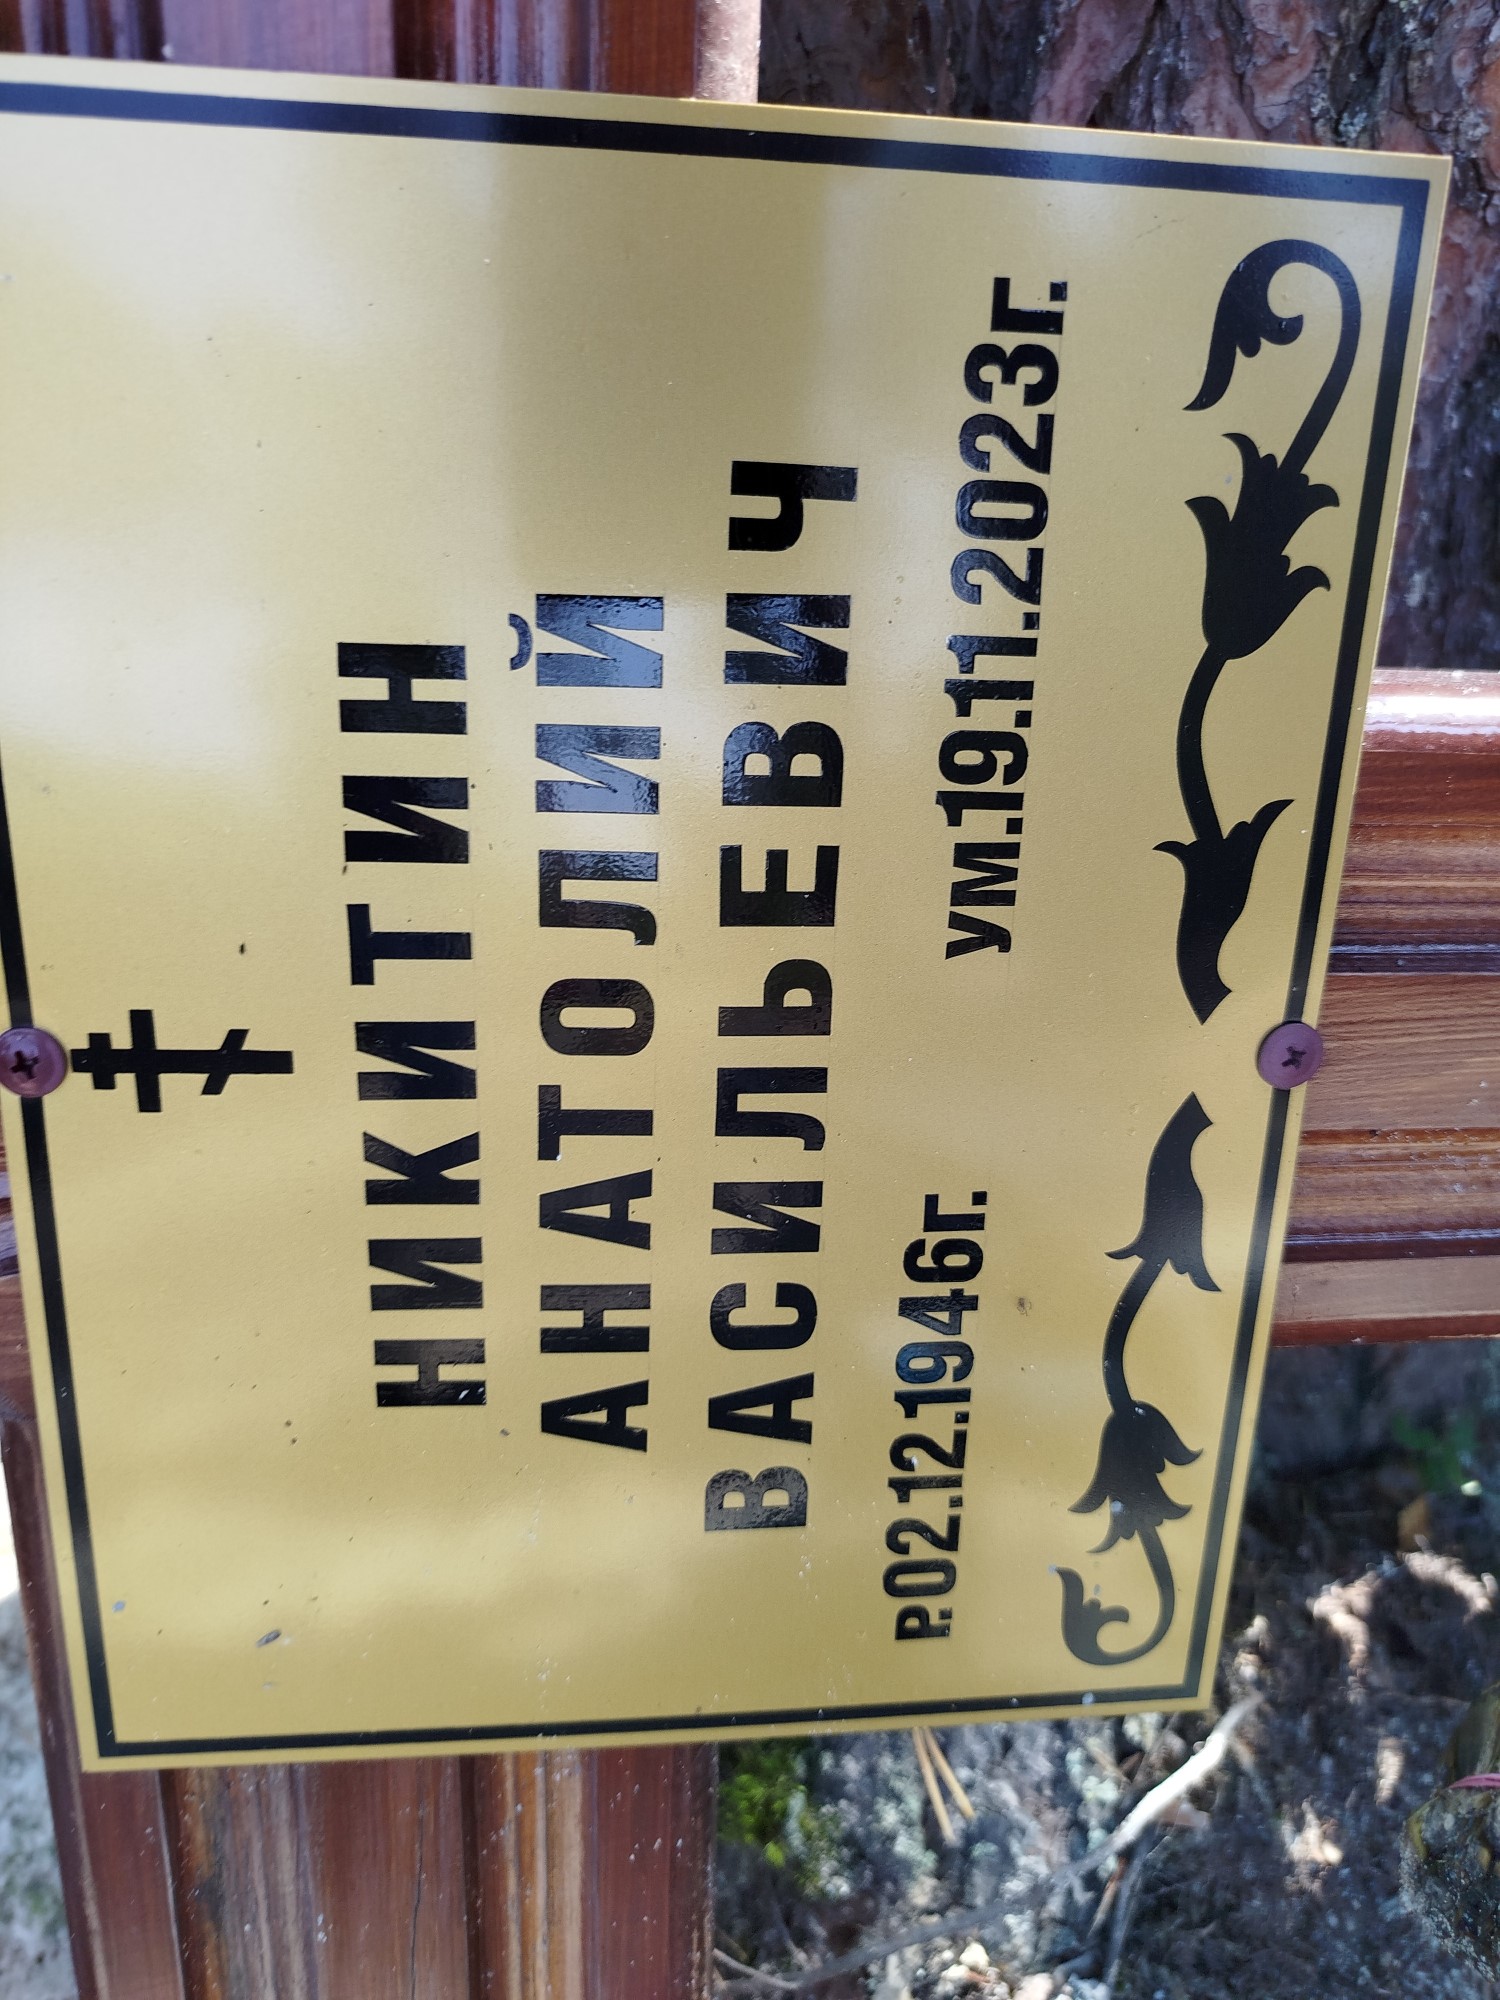 НИКИТИН
АНАТОЛИЙ
ВАСИЛЬЕВИЧ
Р.02.12.1946г. УМ.19.11.2023г.